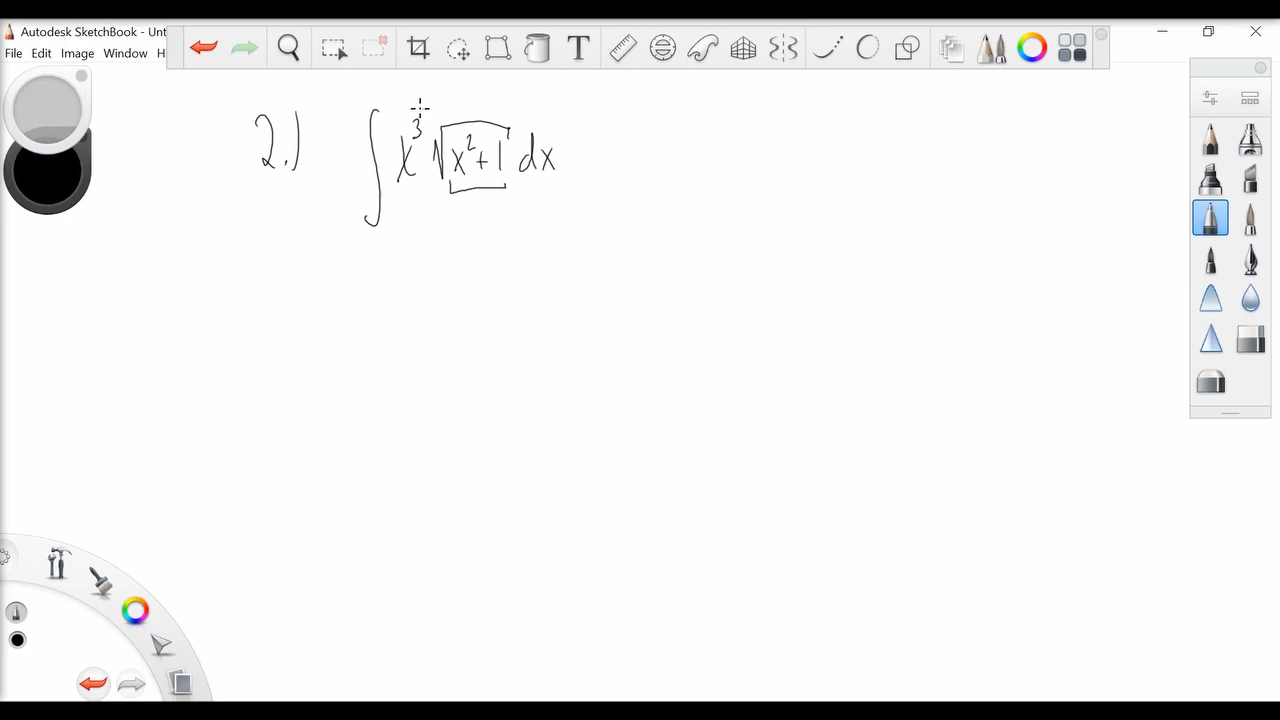 Autodesk SketchBook - Unt
File Edit Image Window H
2.) ∫ x³ √(x²+1) dx